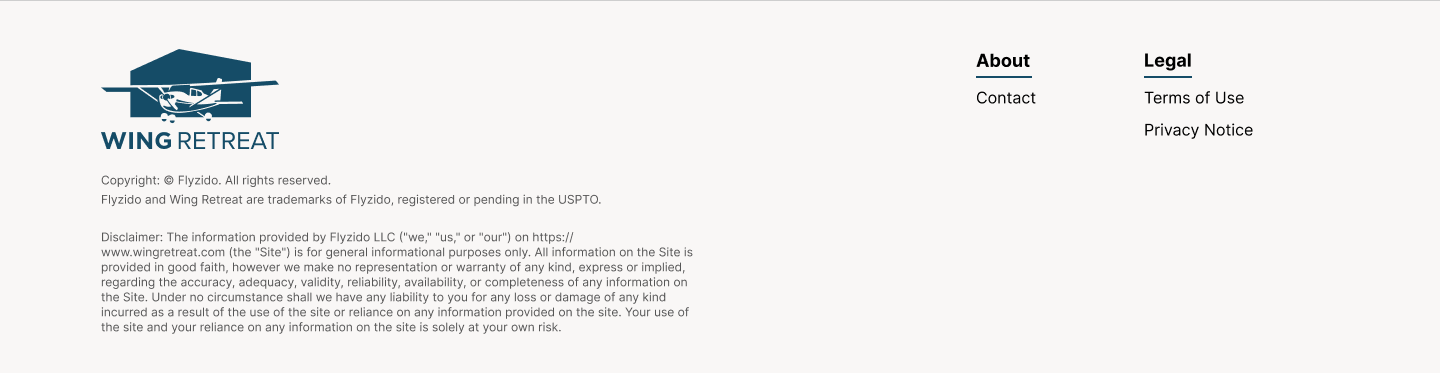 WING RETREAT
Copyright: © Flyzido. All rights reserved.
Flyzido and Wing Retreat are trademarks of Flyzido, registered or pending in the USPTO.
Disclaimer: The information provided by Flyzido LLC ("we," "us," or "our") on https://
www.wingretreat.com (the "Site") is for general informational purposes only. All information on the Site is
provided in good faith, however we make no representation or warranty of any kind, express or implied,
regarding the accuracy, adequacy, validity, reliability, availability, or completeness of any information on
the Site. Under no circumstance shall we have any liability to you for any loss or damage of any kind
incurred as a result of the use of the site or reliance on any information provided on the site. Your use of
the site and your reliance on any information on the site is solely at your own risk.
About
Contact
Legal
Terms of Use
Privacy Notice